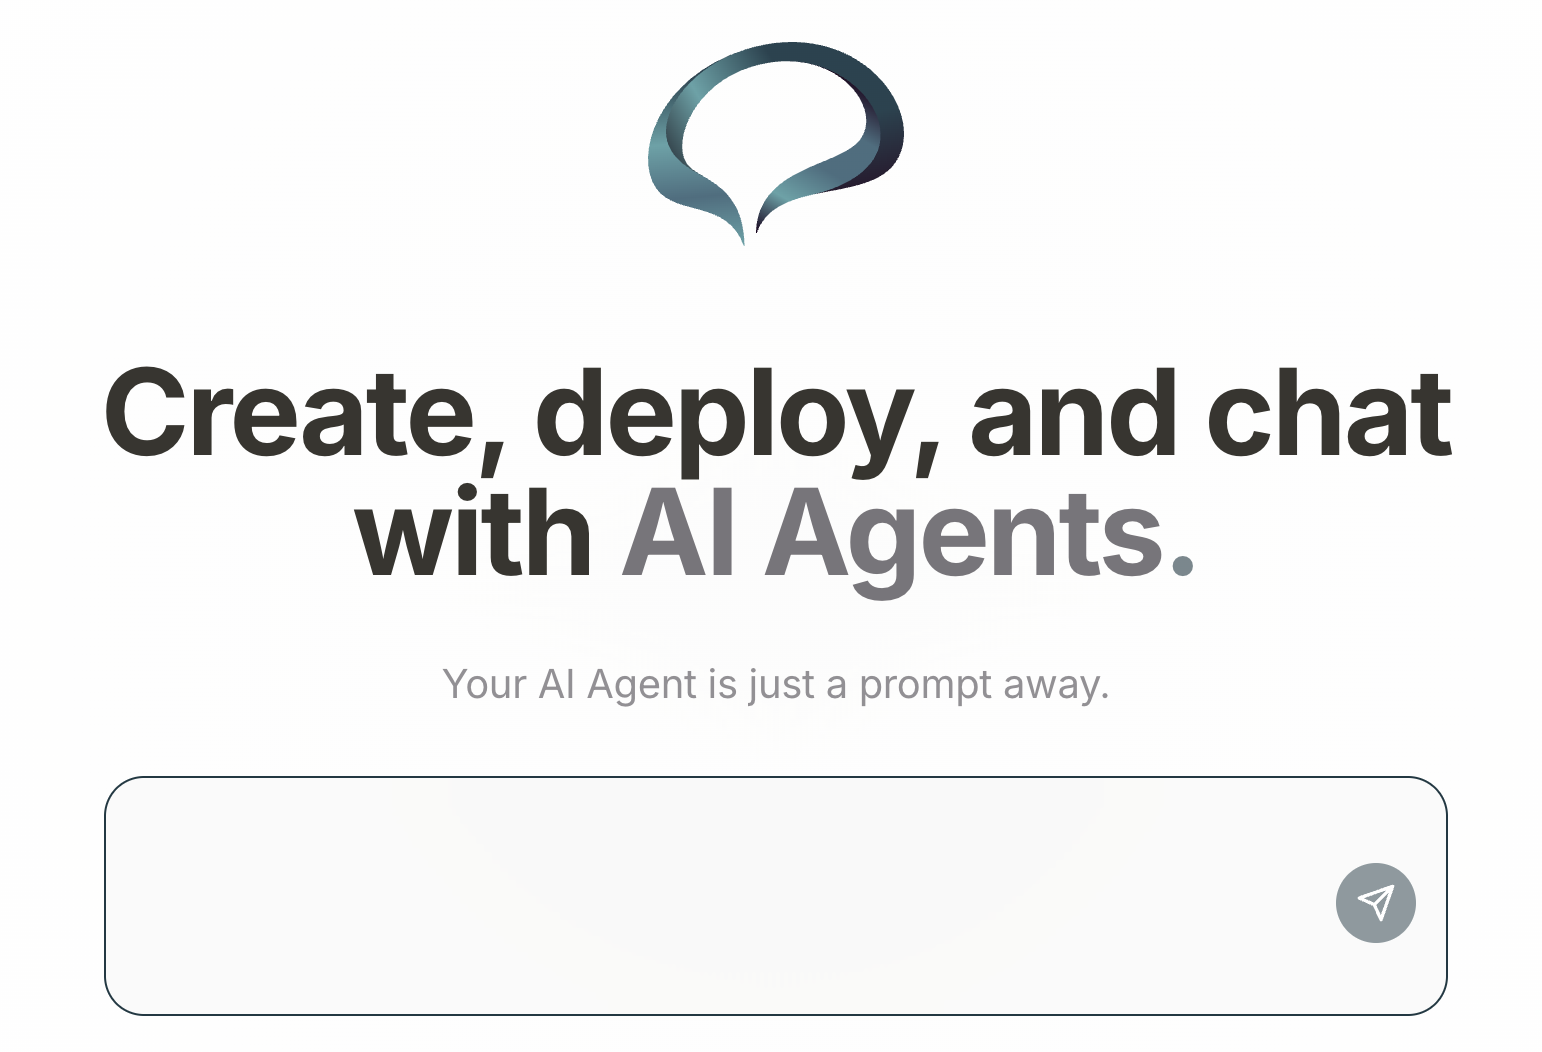 Create, deploy, and chat
with AI Agents.
Your AI Agent is just a prompt away.